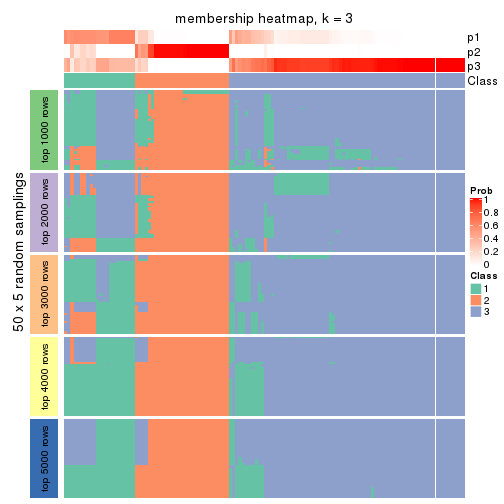 membership heatmap, k = 3
p1
p2
p3
Class
50 x 5 random samplings
top 1000 rows
top 2000 rows
top 3000 rows
top 4000 rows
top 5000 rows
Prob
1
0.8
0.6
0.4
0.2
0
Class
1
2
3